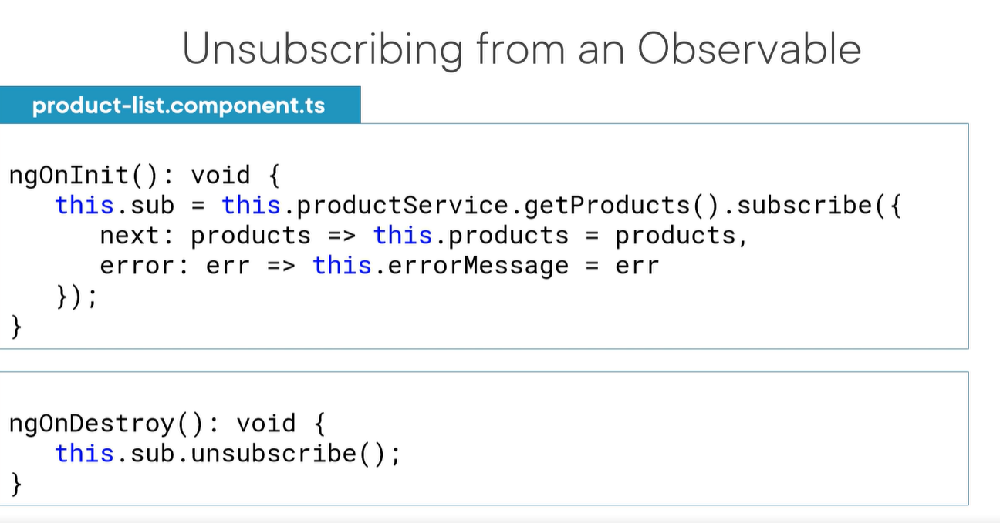 Unsubscribing from an Observable
product-list.component.ts
ngOnInit(): void {
   this.sub = this.productService.getProducts().subscribe({
      next: products => this.products = products,
      error: err => this.errorMessage = err
   });
}
ngOnDestroy(): void {
   this.sub.unsubscribe();
}